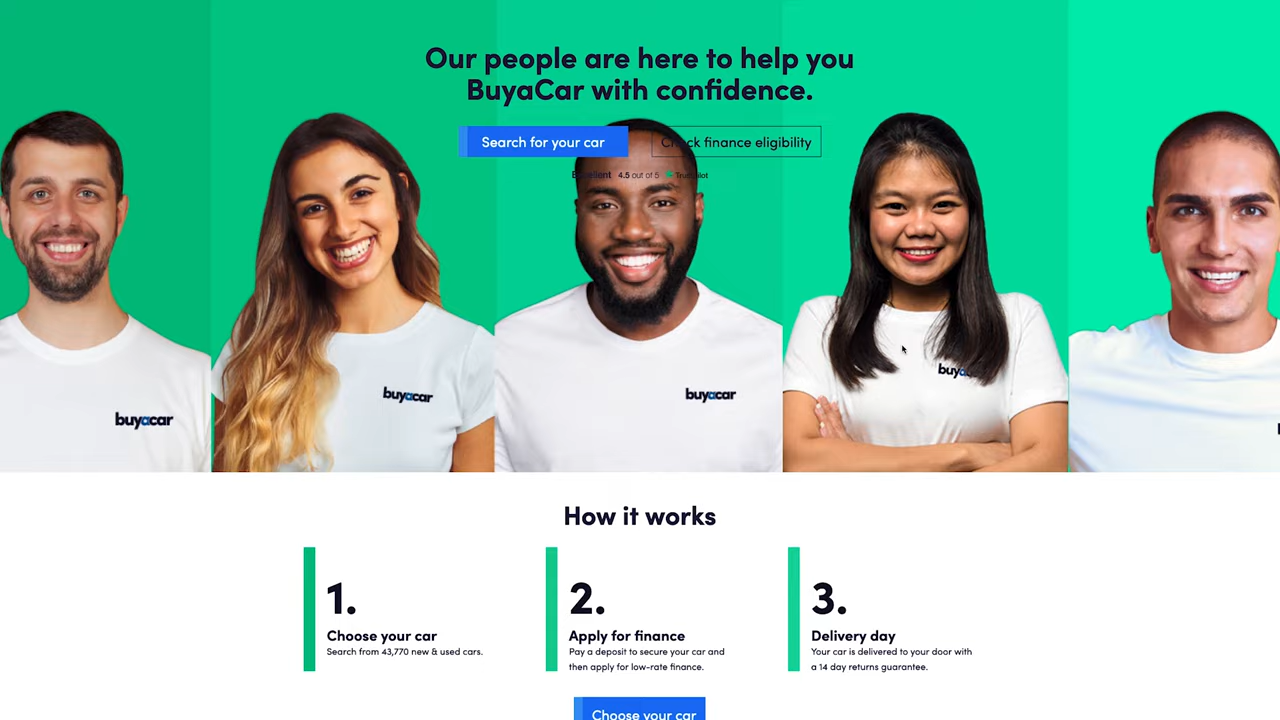 Our people are here to help you
BuyaCar with confidence.
Search for your car
Check finance eligibility
Excellent 4.5 out of 5 Trustpilot
buyacar
buyacar
buyacar
How it works
1.
Choose your car
Search from 43,770 new & used cars.
2.
Apply for finance
Pay a deposit to secure your car and
then apply for low-rate finance.
3.
Delivery day
Your car is delivered to your door with
a 14 day returns guarantee.
Choose your car